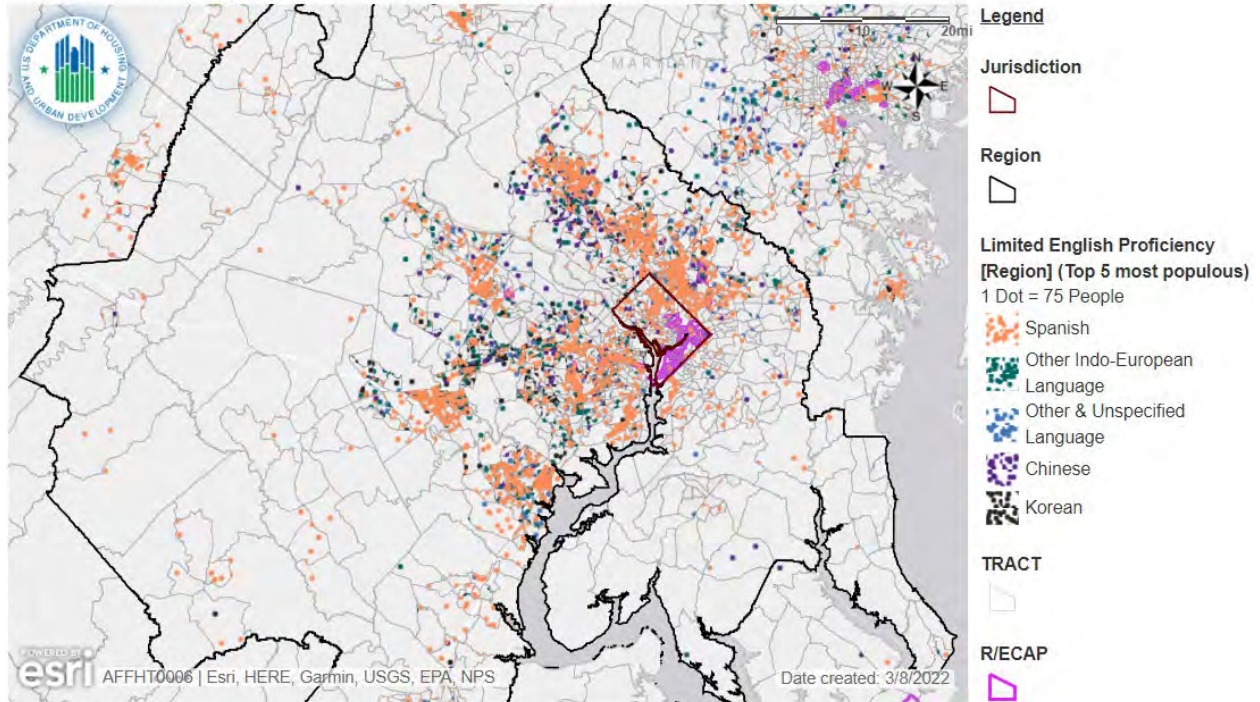 U.S. DEPARTMENT OF HOUSING
AND URBAN DEVELOPMENT
0 10 20mi
MARYLAND
N
W E
S
POWERED BY
esri
AFFHT0006 | Esri, HERE, Garmin, USGS, EPA, NPS
Date created: 3/8/2022
Legend
Jurisdiction
Region
Limited English Proficiency
[Region] (Top 5 most populous)
1 Dot = 75 People
Spanish
Other Indo-European
Language
Other & Unspecified
Language
Chinese
Korean
TRACT
R/ECAP